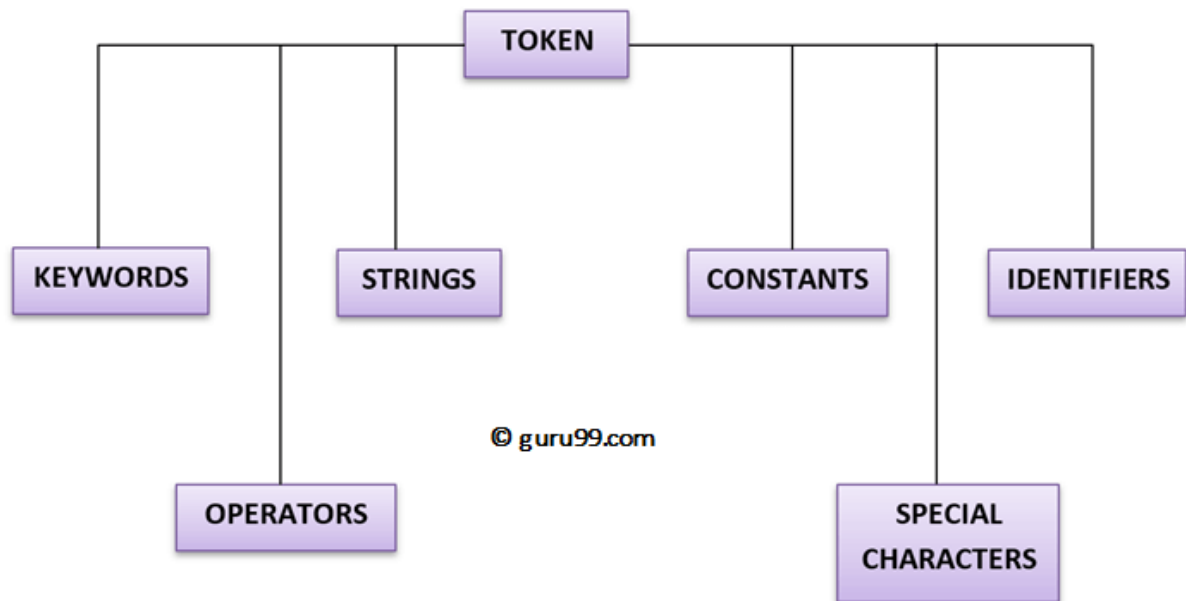 TOKEN
KEYWORDS
STRINGS
CONSTANTS
IDENTIFIERS
© guru99.com
OPERATORS
SPECIAL
CHARACTERS